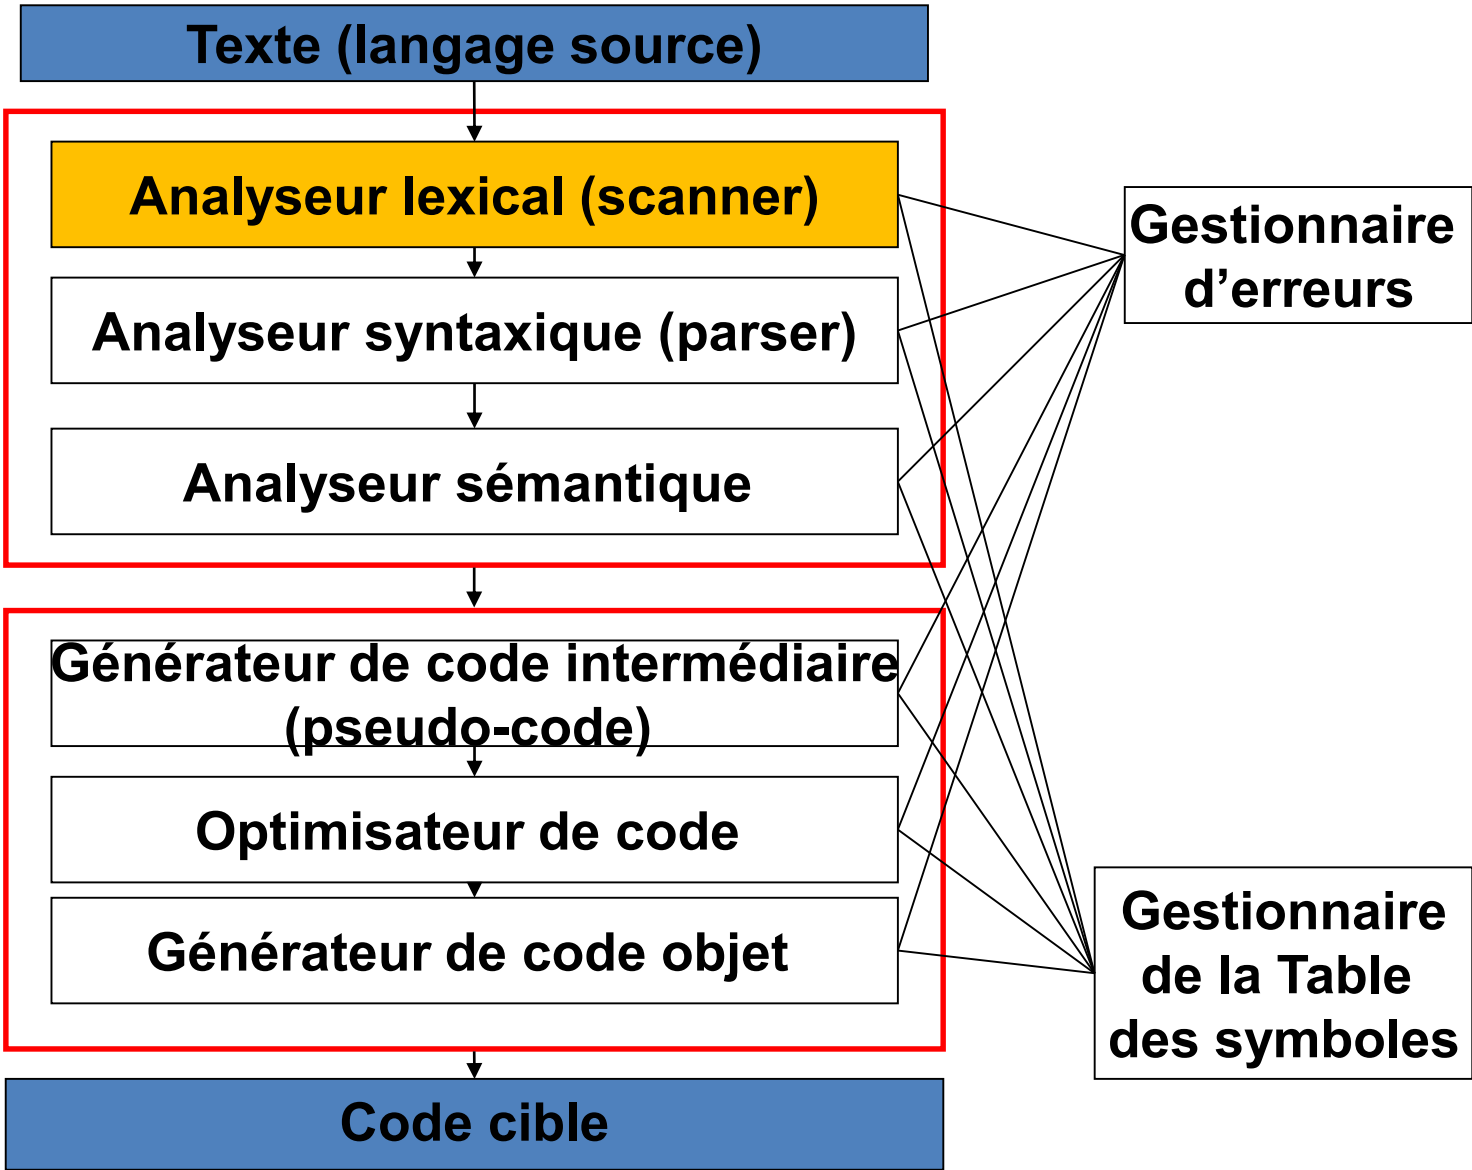 Texte (langage source)
Analyseur lexical (scanner)
Analyseur syntaxique (parser)
Analyseur sémantique
Générateur de code intermédiaire
(pseudo-code)
Optimisateur de code
Générateur de code objet
Code cible
Gestionnaire
d’erreurs
Gestionnaire
de la Table
des symboles